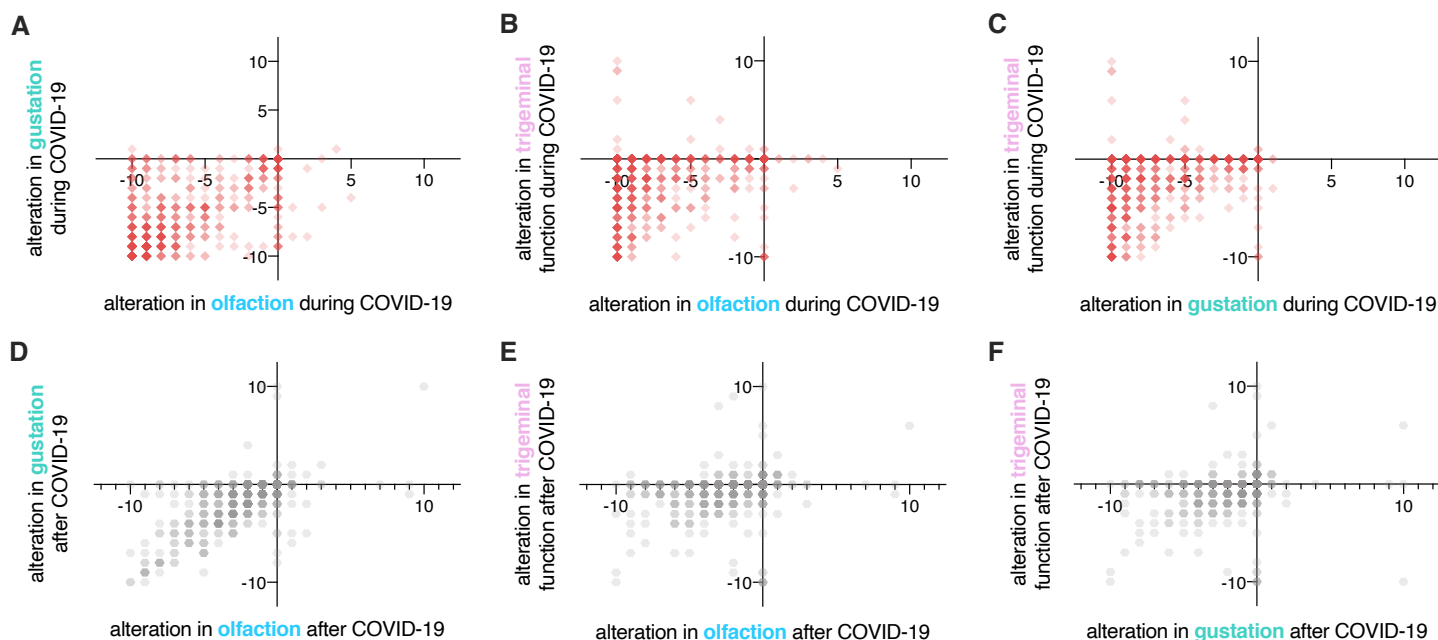 A
alteration in gustation
during COVID-19
10
5
-10
-5
5
10
-5
-10
alteration in olfaction during COVID-19
B
alteration in trigeminal
function during COVID-19
10
-10
-5
5
10
-10
alteration in olfaction during COVID-19
C
alteration in trigeminal
function during COVID-19
10
-10
-5
5
10
-10
alteration in gustation during COVID-19
D
alteration in gustation
after COVID-19
10
-10
10
-10
alteration in olfaction after COVID-19
E
alteration in trigeminal
function after COVID-19
10
-10
10
-10
alteration in olfaction after COVID-19
F
alteration in trigeminal
function after COVID-19
10
-10
10
-10
alteration in gustation after COVID-19